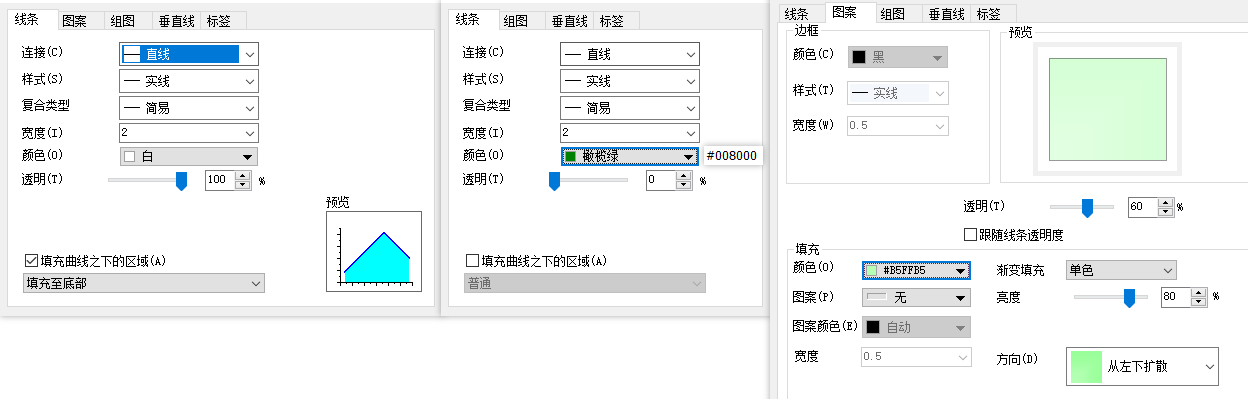 线条 图案 组图 垂直线 标签
连接(C) 直线
样式(S) 实线
复合类型 简易
宽度(I) 2
颜色(O) 白
透明(T) 100 %
预览
填充曲线之下的区域(A)
填充至底部
线条 组图 垂直线 标签
连接(C) 直线
样式(S) 实线
复合类型 简易
宽度(I) 2
颜色(O) 橄榄绿 #008000
透明(T) 0 %
填充曲线之下的区域(A)
普通
线条 图案 组图 垂直线 标签
边框
颜色(C) 黑
样式(T) 实线
宽度(W) 0.5
预览
透明(T) 60 %
跟随线条透明度
填充
颜色(O) #B5FFB5 渐变填充 单色
图案(P) 无 亮度 80 %
图案颜色(E) 自动
宽度 0.5 方向(D) 从左下扩散